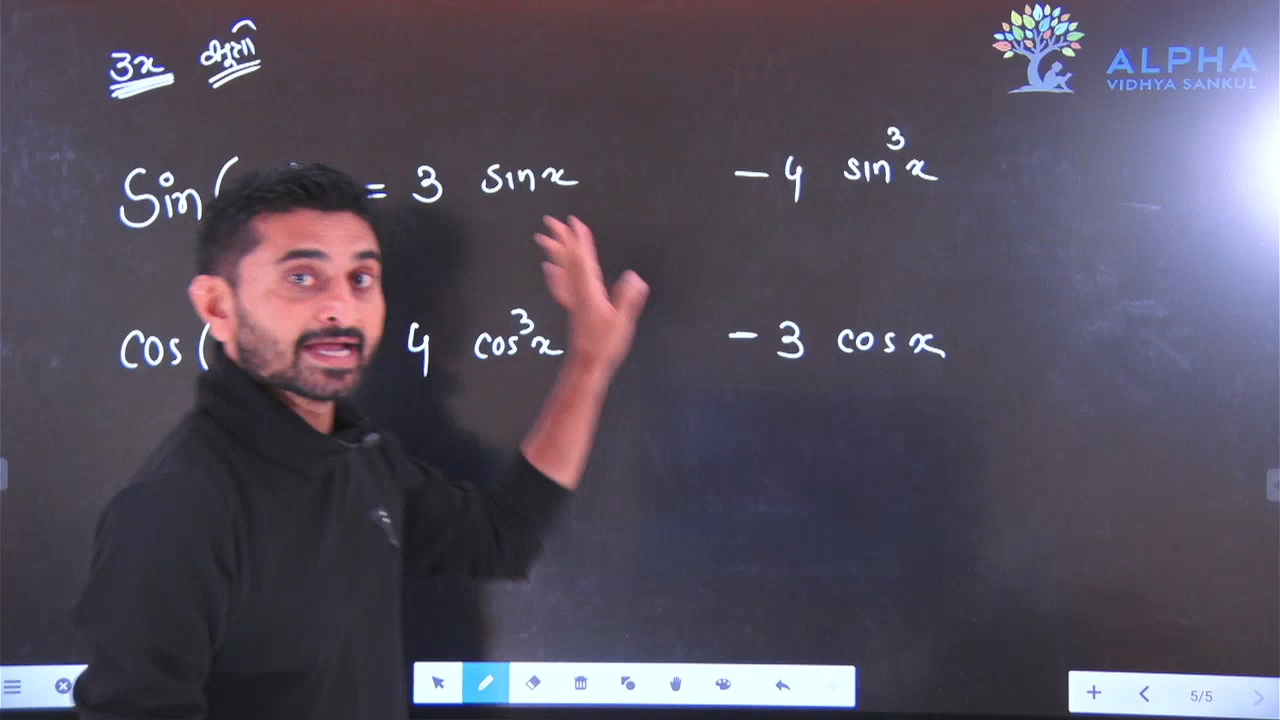 3x સૂત્રો
ALPHA
VIDHYA SANKUL
Sin( = 3 sinx − 4 sin³x
cos( 4 cos³x − 3 cosx
5/5